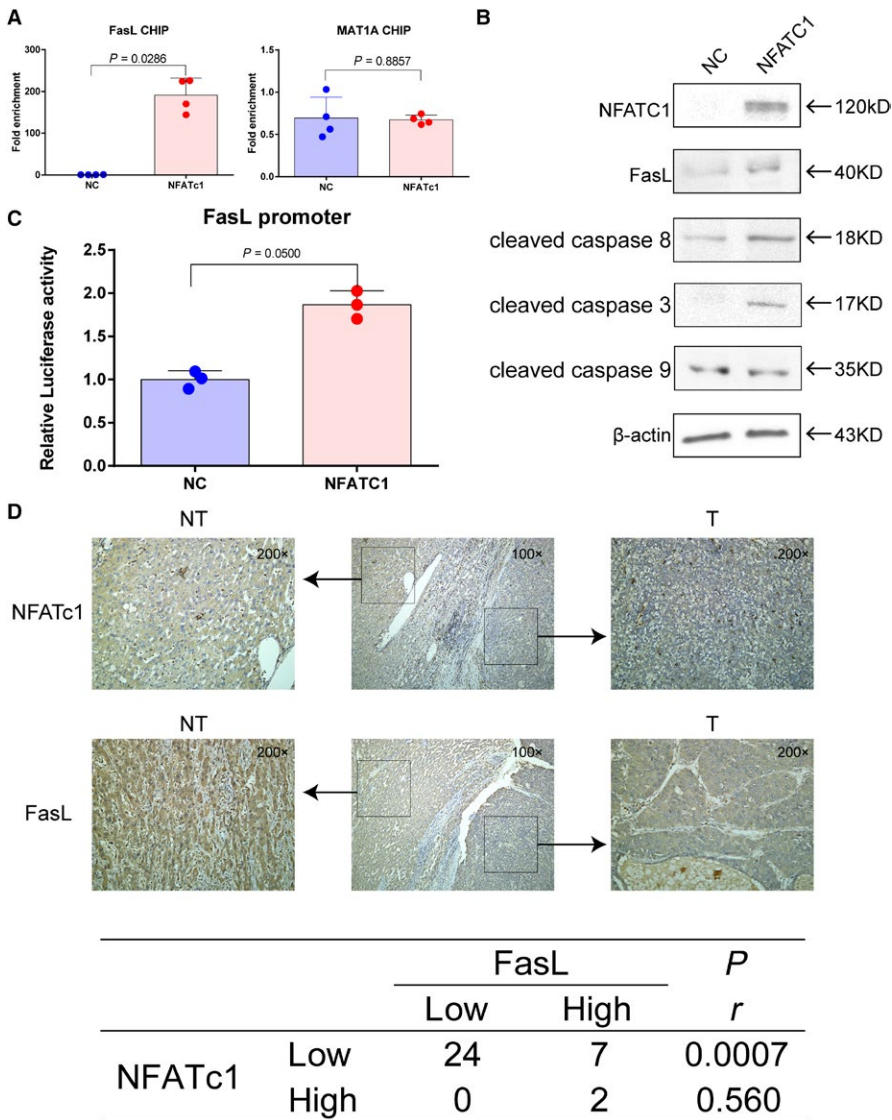 A
FasL CHIP
Fold enrichment
300
200
100
0
P = 0.0286
NC
NFATc1
MAT1A CHIP
Fold enrichment
1.5
1.0
0.5
0.0
P = 0.8857
NC
NFATc1
B
NC
NFATC1
NFATC1
120kD
FasL
40KD
cleaved caspase 8
18KD
cleaved caspase 3
17KD
cleaved caspase 9
35KD
β-actin
43KD
C
FasL promoter
Relative Luciferase activity
2.5
2.0
1.5
1.0
0.5
0.0
P = 0.0500
NC
NFATC1
D
NT
T
NFATc1
200×
100×
200×
NT
T
FasL
200×
100×
200×
FasL P
Low High r
NFATc1
Low 24 7 0.0007
High 0 2 0.560